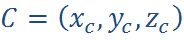 C = (x_c, y_c, z_c)